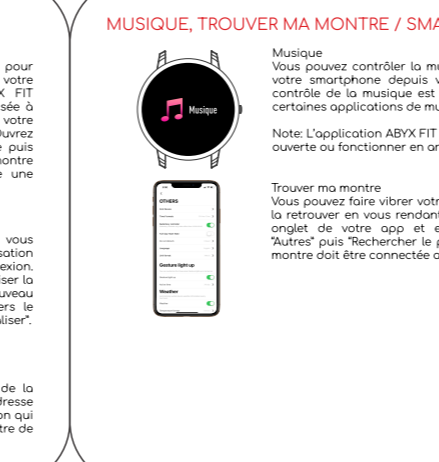 pour
votre
X FIT
sée à
votre
Ouvrez
puis
montre
une
vous
sation
exion.
iser la
uveau
ers le
aliser".
de la
dresse
on qui
tre de
MUSIQUE, TROUVER MA MONTRE / SMA
Musique
Musique
Vous pouvez contrôler la mu
votre smartphone depuis v
contrôle de la musique est
certaines applications de mu
Note: L'application ABYX FIT
ouverte ou fonctionner en ar
OTHERS
Gesture light up
Weather
Trouver ma montre
Vous pouvez faire vibrer votr
la retrouver en vous rendant
onglet de votre app et e
"Autres" puis "Rechercher le p
montre doit être connectée a